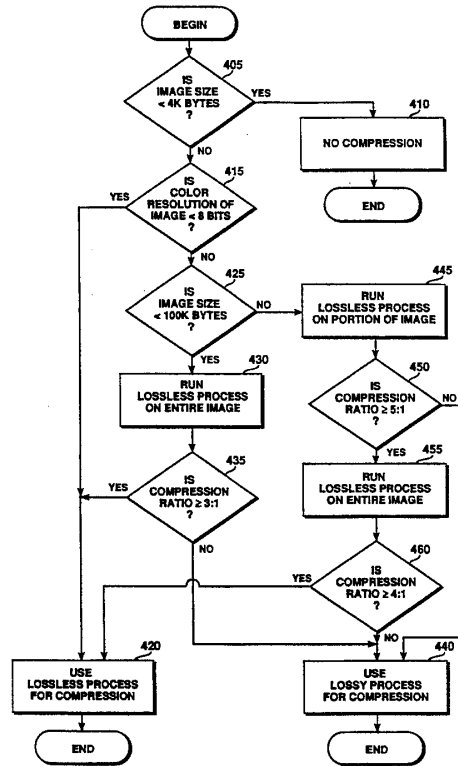 BEGIN
405
IS
IMAGE SIZE
< 4K BYTES
?
YES
NO
410
NO COMPRESSION
END
415
IS
COLOR
RESOLUTION OF
IMAGE < 8 BITS
?
YES
NO
425
IS
IMAGE SIZE
< 100K BYTES
?
NO
YES
445
RUN
LOSSLESS PROCESS
ON PORTION OF IMAGE
430
RUN
LOSSLESS PROCESS
ON ENTIRE IMAGE
450
IS
COMPRESSION
RATIO ≥ 5:1
?
NO
YES
435
IS
COMPRESSION
RATIO ≥ 3:1
?
YES
NO
455
RUN
LOSSLESS PROCESS
ON ENTIRE IMAGE
460
IS
COMPRESSION
RATIO ≥ 4:1
?
YES
NO
420
USE
LOSSLESS PROCESS
FOR COMPRESSION
END
440
USE
LOSSY PROCESS
FOR COMPRESSION
END